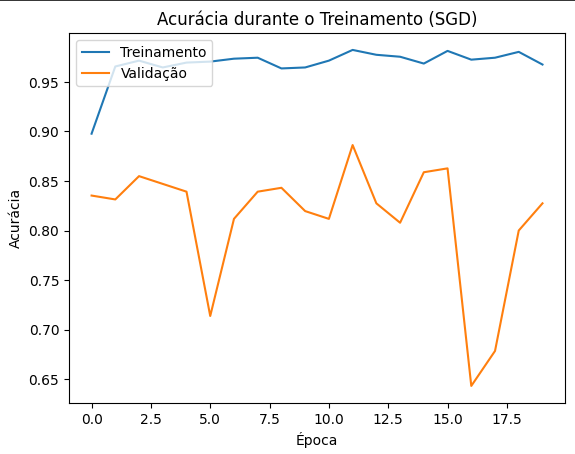 Acurácia durante o Treinamento (SGD)
Treinamento
Validação
Acurácia
0.95
0.90
0.85
0.80
0.75
0.70
0.65
0.0 2.5 5.0 7.5 10.0 12.5 15.0 17.5
Época